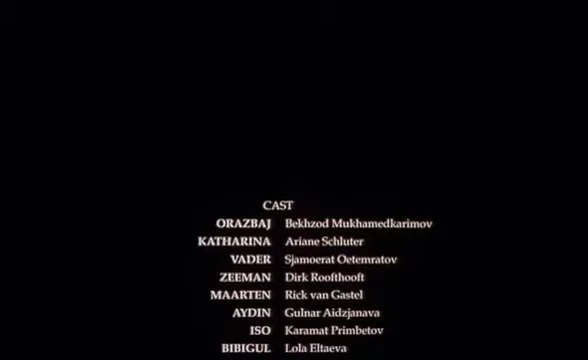 CAST
ORAZBAJ Bekhzod Mukhamedkarimov
KATHARINA Ariane Schluter
VADER Sjamoerat Oetemratov
ZEEMAN Dirk Roofthooft
MAARTEN Rick van Gastel
AYDIN Gulnar Aidzjanava
ISO Karamat Primbetov
BIBIGUL Lola Eltaeva